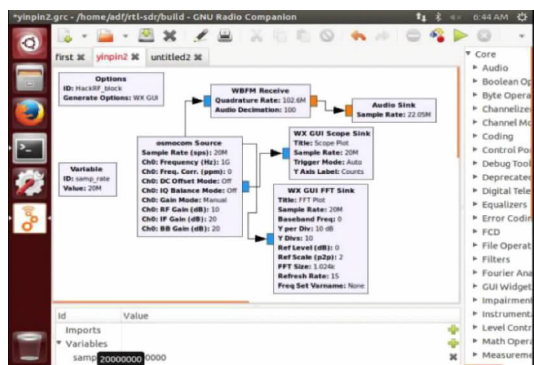 *yinpin2.grc - /home/adf/rtl-sdr/build - GNU Radio Companion
6:44 AM
first
yinpin2
untitled2
Options
ID: HackRF_block
Generate Options: WX GUI
WBFM Receive
Quadrature Rate: 102.6M
Audio Decimation: 100
Audio Sink
Sample Rate: 22.05M
Variable
ID: samp_rate
Value: 20M
osmocom Source
Sample Rate (sps): 20M
Ch0: Frequency (Hz): 1G
Ch0: Freq. Corr. (ppm): 0
Ch0: DC Offset Mode: Off
Ch0: IQ Balance Mode: Off
Ch0: Gain Mode: Manual
Ch0: RF Gain (dB): 10
Ch0: IF Gain (dB): 20
Ch0: BB Gain (dB): 20
WX GUI Scope Sink
Title: Scope Plot
Sample Rate: 20M
Trigger Mode: Auto
Y Axis Label: Counts
WX GUI FFT Sink
Title: FFT Plot
Sample Rate: 20M
Baseband Freq: 0
Y per Div: 10 dB
Y Divs: 10
Ref Level (dB): 0
Ref Scale (p2p): 2
FFT Size: 1.024k
Refresh Rate: 15
Freq Set Varname: None
Core
Audio
Boolean Op
Byte Opera
Channelize
Channel Mo
Coding
Control Po
Debug Tool
Deprecated
Digital Tele
Equalizers
Error Codin
FCD
File Operat
Filters
Fourier Ana
GUI Widget
Impairment
Instrument
Level Contr
Math Opera
Measureme
Id Value
Imports
Variables
samp 20000000 0000